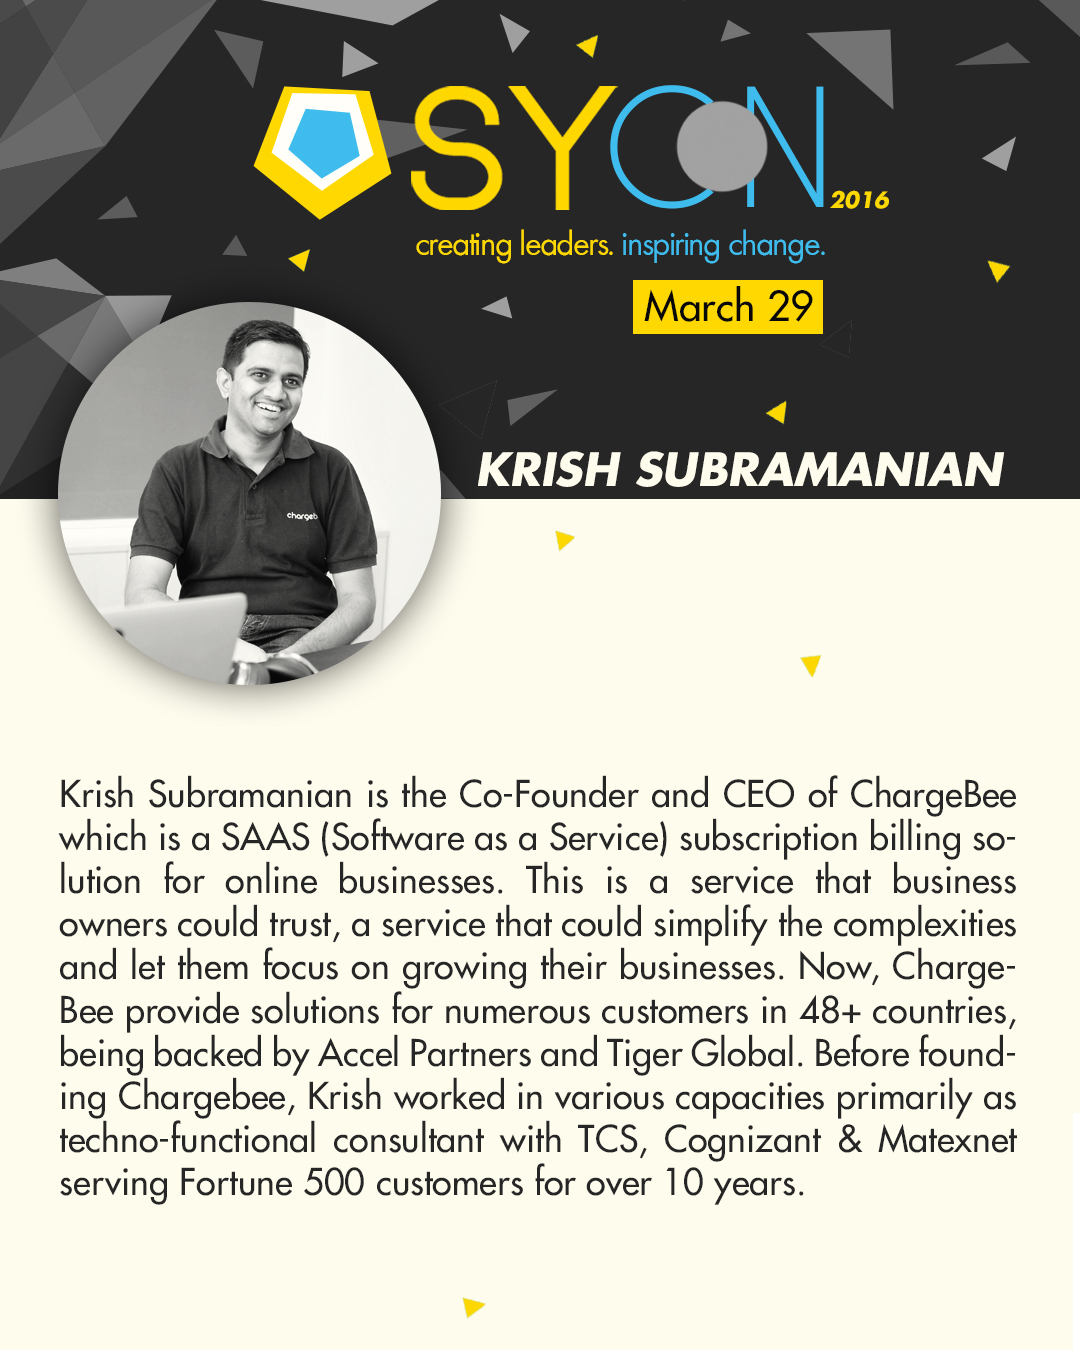 SYON
2016
creating leaders. inspiring change.
March 29
chargeb
KRISH SUBRAMANIAN
Krish Subramanian is the Co-Founder and CEO of ChargeBee
which is a SAAS (Software as a Service) subscription billing so-
lution for online businesses. This is a service that business
owners could trust, a service that could simplify the complexities
and let them focus on growing their businesses. Now, Charge-
Bee provide solutions for numerous customers in 48+ countries,
being backed by Accel Partners and Tiger Global. Before found-
ing Chargebee, Krish worked in various capacities primarily as
techno-functional consultant with TCS, Cognizant & Matexnet
serving Fortune 500 customers for over 10 years.